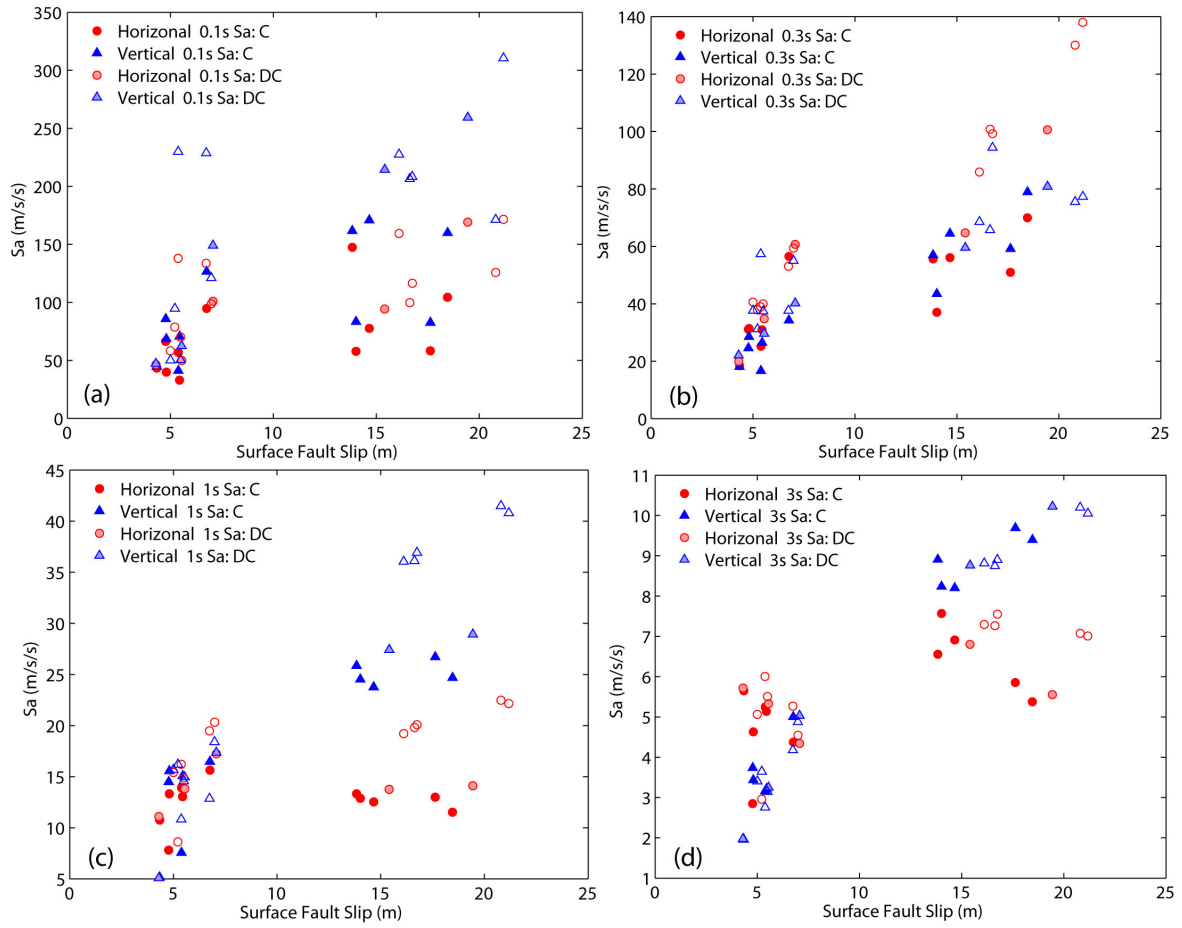 350
300
250
200
150
100
50
0
Sa (m/s/s)
Horizonal 0.1s Sa: C
Vertical 0.1s Sa: C
Horizonal 0.1s Sa: DC
Vertical 0.1s Sa: DC
(a)
0 5 10 15 20 25
Surface Fault Slip (m)
140
120
100
80
60
40
20
0
Sa (m/s/s)
Horizonal 0.3s Sa: C
Vertical 0.3s Sa: C
Horizonal 0.3s Sa: DC
Vertical 0.3s Sa: DC
(b)
0 5 10 15 20 25
Surface Fault Slip (m)
45
40
35
30
25
20
15
10
5
Sa (m/s/s)
Horizonal 1s Sa: C
Vertical 1s Sa: C
Horizonal 1s Sa: DC
Vertical 1s Sa: DC
(c)
0 5 10 15 20 25
Surface Fault Slip (m)
11
10
9
8
7
6
5
4
3
2
1
Sa (m/s/s)
Horizonal 3s Sa: C
Vertical 3s Sa: C
Horizonal 3s Sa: DC
Vertical 3s Sa: DC
(d)
0 5 10 15 20 25
Surface Fault Slip (m)